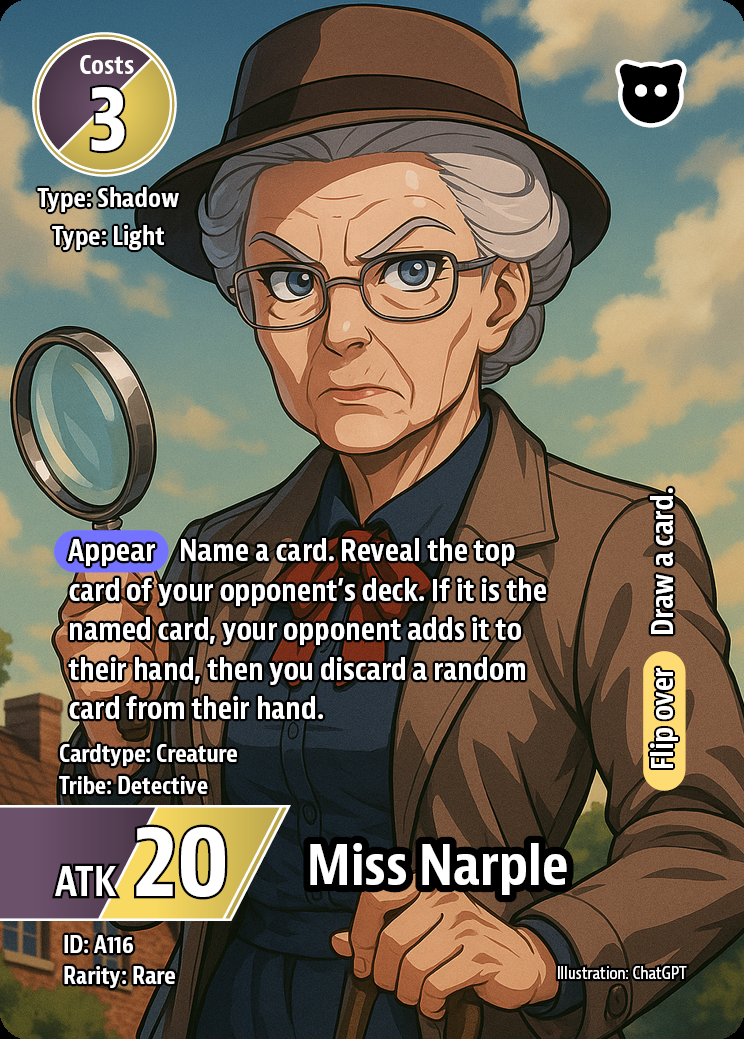 Costs
3
Type: Shadow
Type: Light
Appear Name a card. Reveal the top
card of your opponent's deck. If it is the
named card, your opponent adds it to
their hand, then you discard a random
card from their hand.
Flip over Draw a card.
Cardtype: Creature
Tribe: Detective
ATK 20
Miss Narple
ID: A116
Rarity: Rare
Illustration: ChatGPT